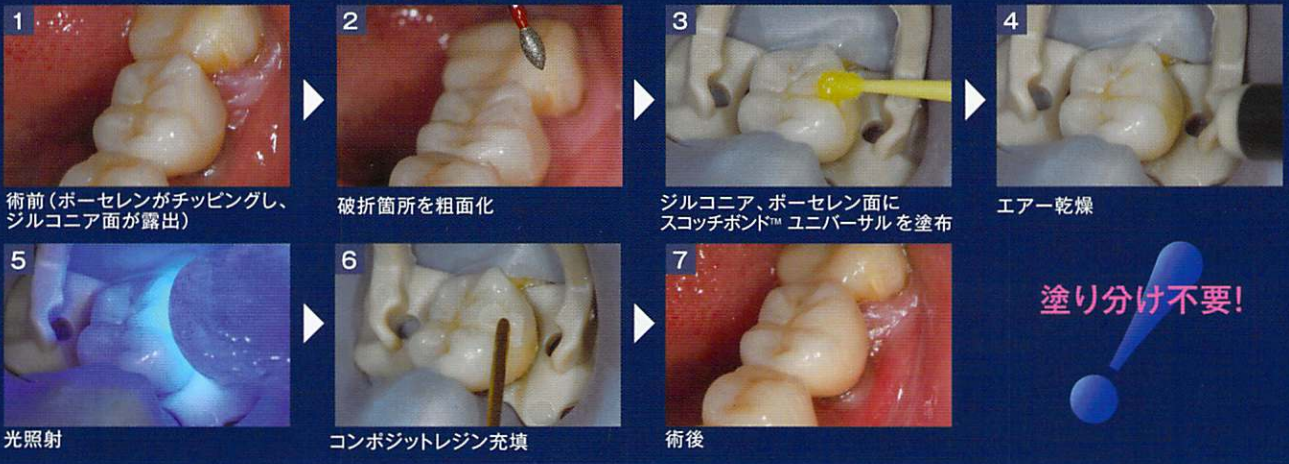 1
術前(ポーセレンがチッピングし、
ジルコニア面が露出)
2
破折箇所を粗面化
3
ジルコニア、ポーセレン面に
スコッチボンド™ ユニバーサルを塗布
4
エアー乾燥
5
光照射
6
コンポジットレジン充填
7
術後
塗り分け不要!